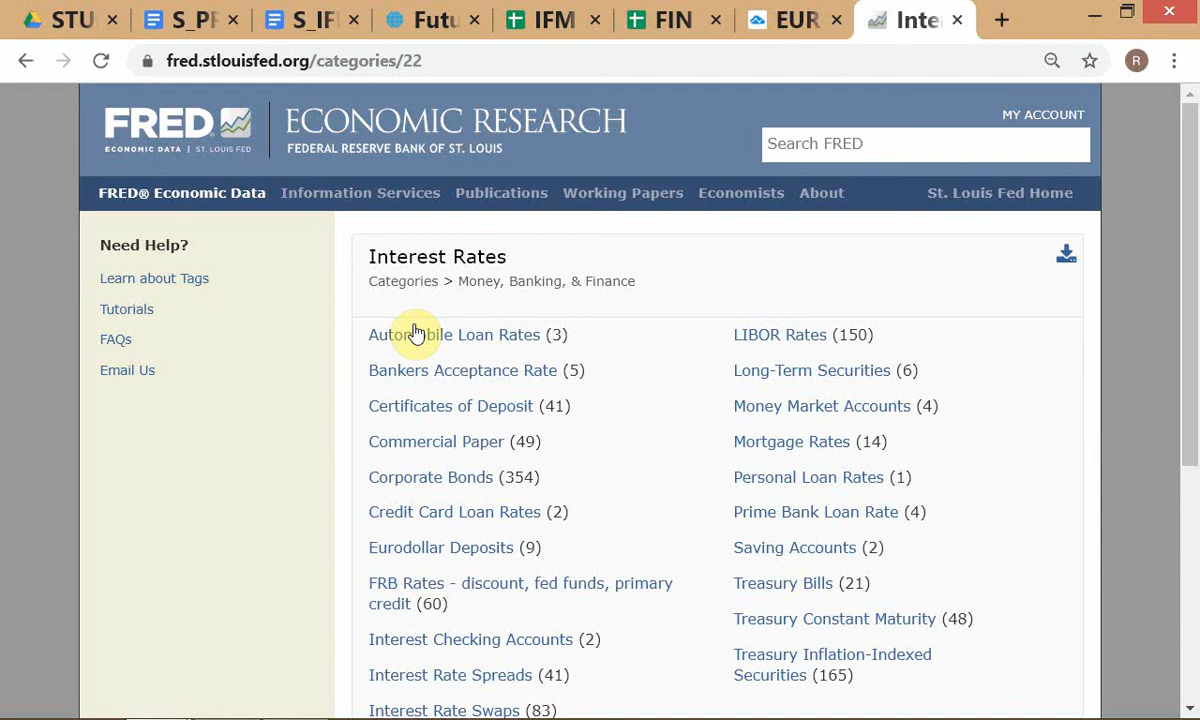 STU
S_PF
S_IFI
Futu
IFM
FIN
EUR
Inte
fred.stlouisfed.org/categories/22
R
FRED
ECONOMIC DATA | ST. LOUIS FED
ECONOMIC RESEARCH
FEDERAL RESERVE BANK OF ST. LOUIS
MY ACCOUNT
Search FRED
FRED® Economic Data
Information Services
Publications
Working Papers
Economists
About
St. Louis Fed Home
Need Help?
Learn about Tags
Tutorials
FAQs
Email Us
Interest Rates
Categories > Money, Banking, & Finance
Automobile Loan Rates (3)
Bankers Acceptance Rate (5)
Certificates of Deposit (41)
Commercial Paper (49)
Corporate Bonds (354)
Credit Card Loan Rates (2)
Eurodollar Deposits (9)
FRB Rates - discount, fed funds, primary
credit (60)
Interest Checking Accounts (2)
Interest Rate Spreads (41)
Interest Rate Swaps (83)
LIBOR Rates (150)
Long-Term Securities (6)
Money Market Accounts (4)
Mortgage Rates (14)
Personal Loan Rates (1)
Prime Bank Loan Rate (4)
Saving Accounts (2)
Treasury Bills (21)
Treasury Constant Maturity (48)
Treasury Inflation-Indexed
Securities (165)